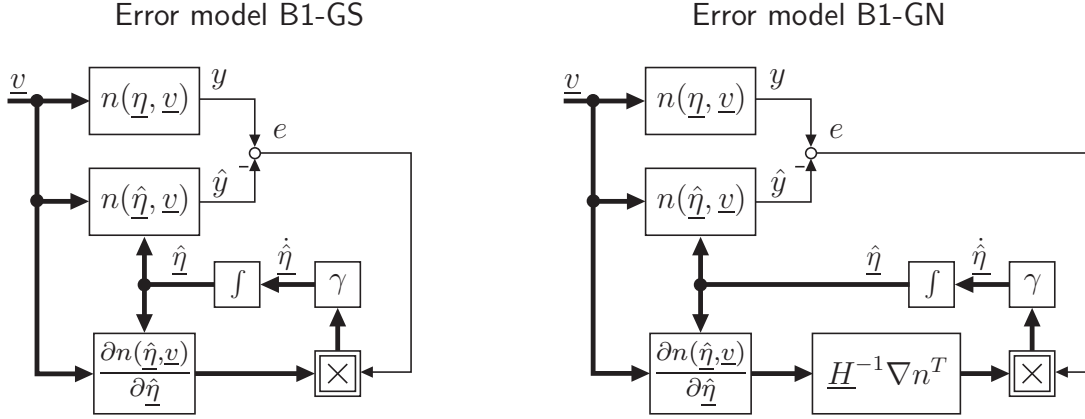 Error model B1-GS
Error model B1-GN
v
n(η, v)
y
e
n(η̂, v)
-
ŷ
η̂
∫
η̂̇
γ
∂n(η̂,v)
∂η̂
×
v
n(η, v)
y
e
n(η̂, v)
-
ŷ
η̂
∫
η̂̇
γ
∂n(η̂,v)
∂η̂
H⁻¹∇nᵀ
×